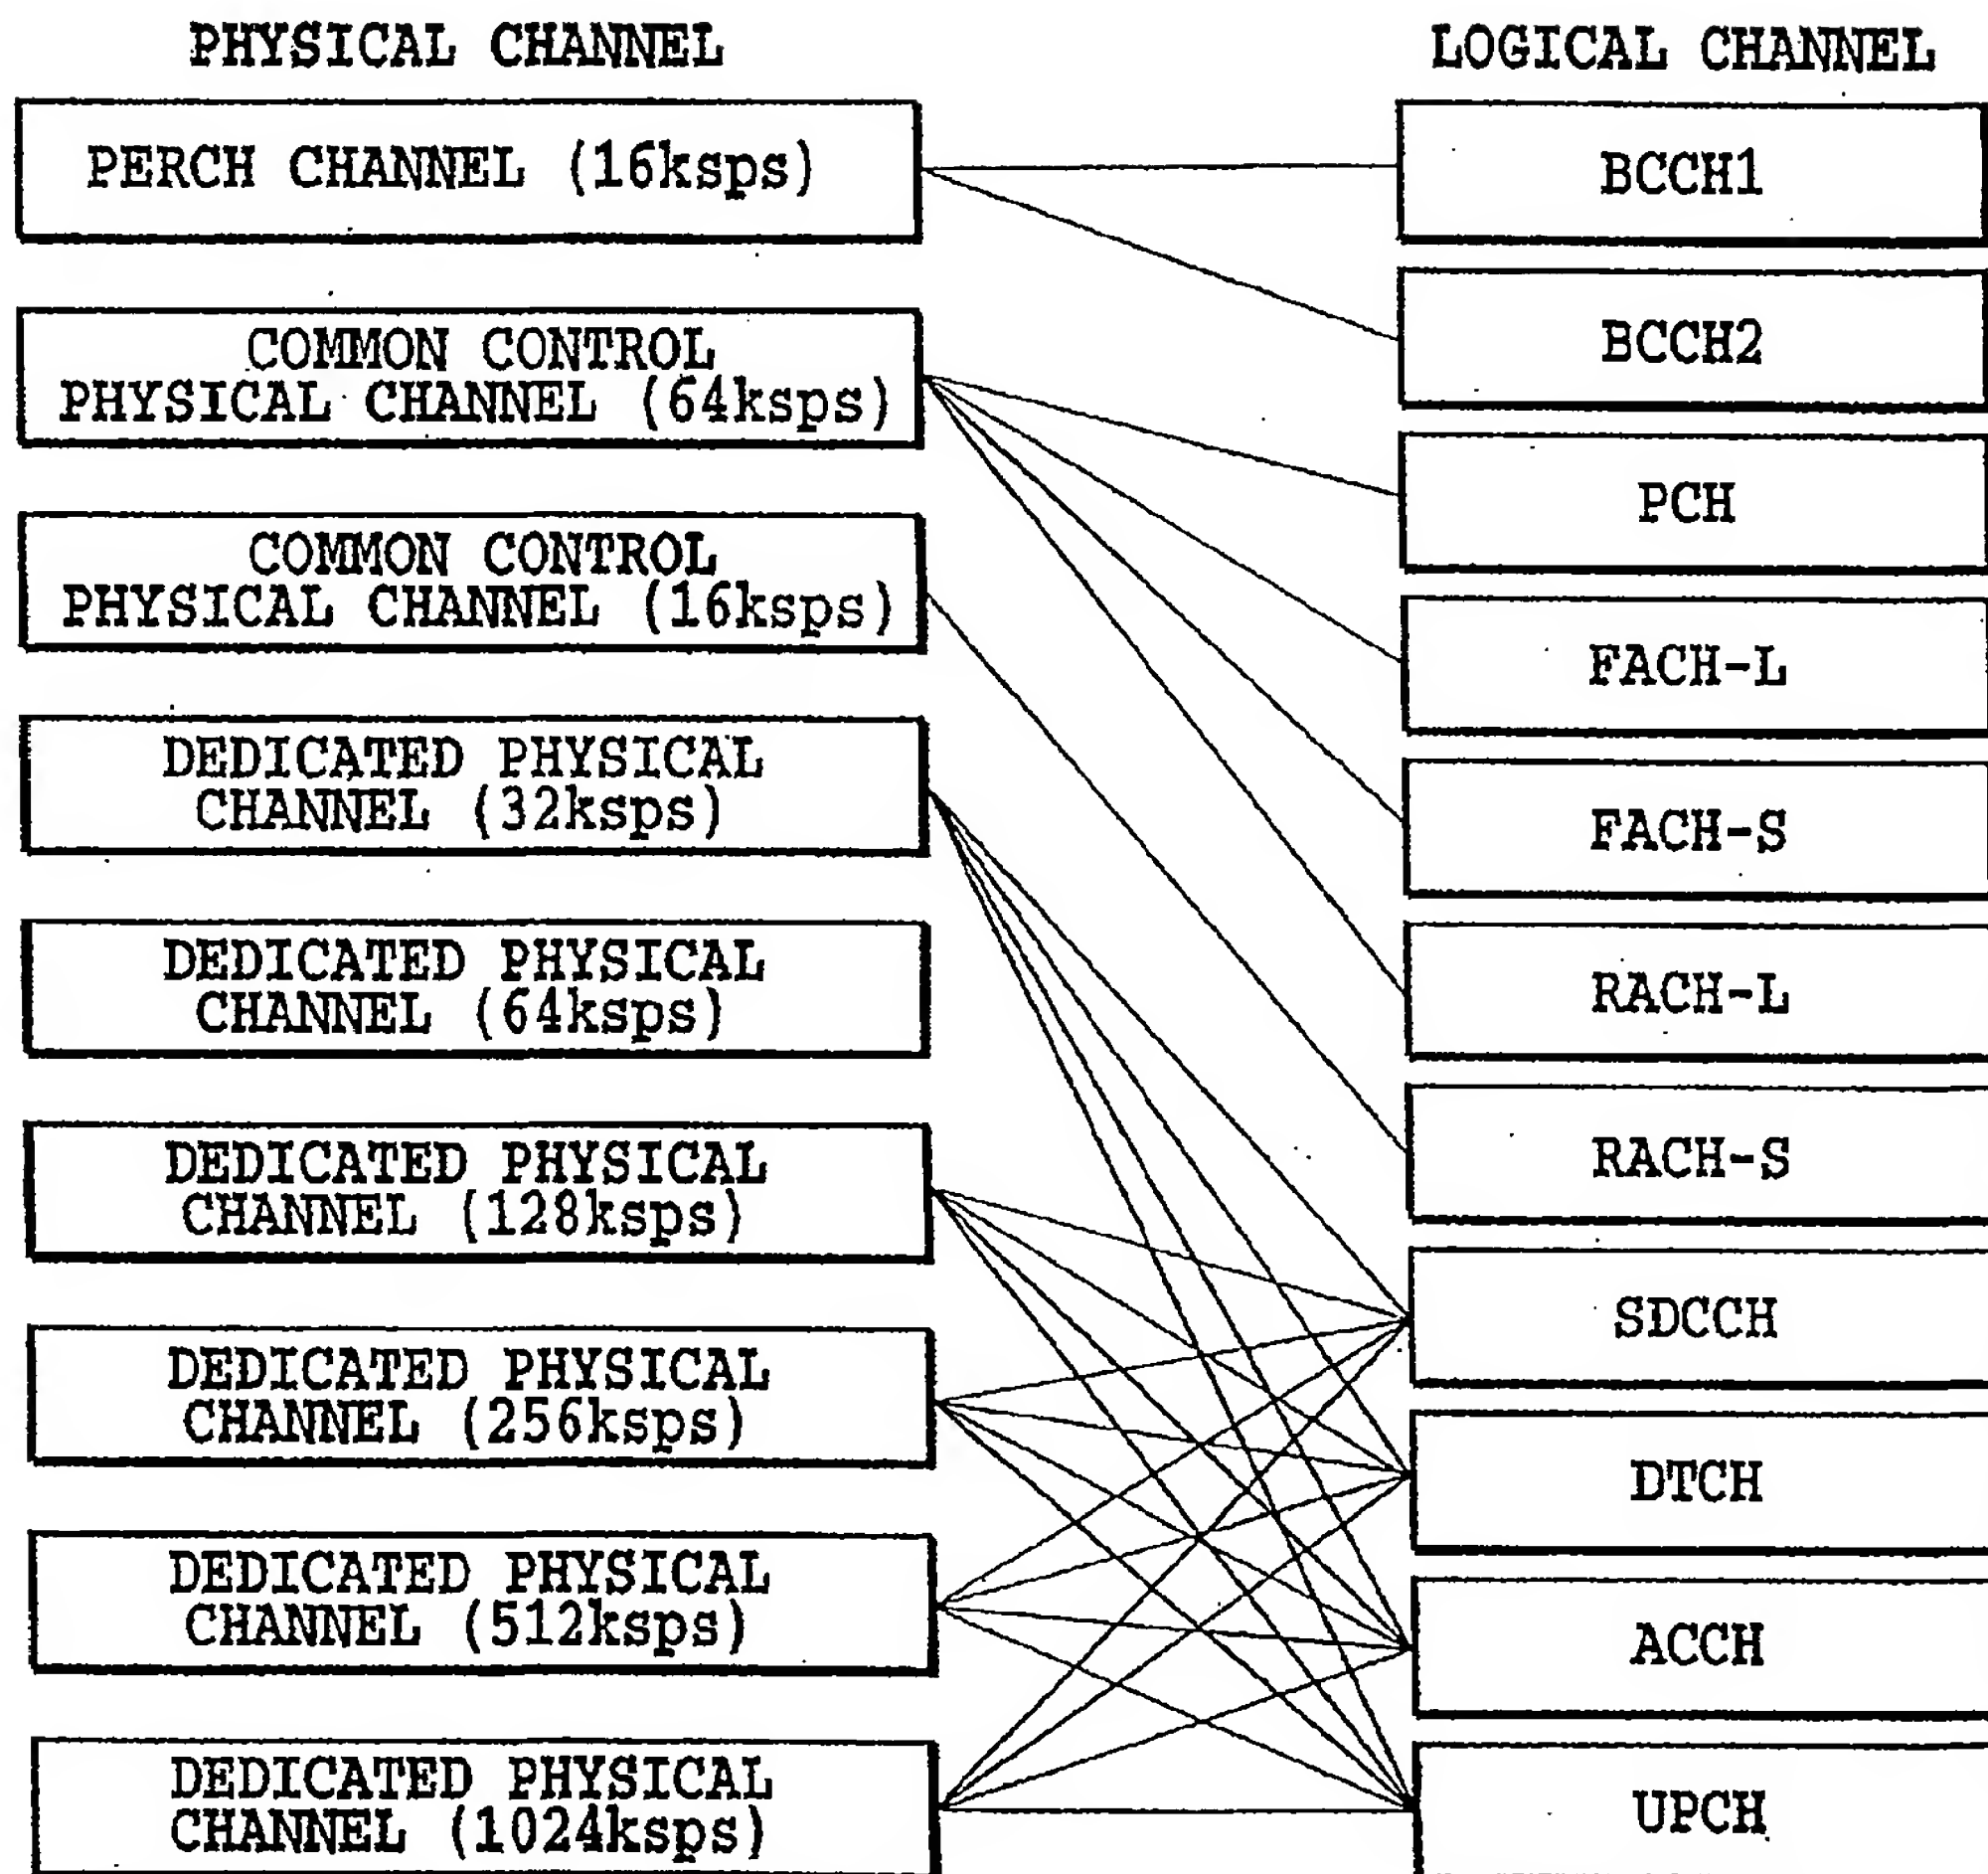 PHYSICAL CHANNEL
PERCH CHANNEL (16ksps)
COMMON CONTROL
PHYSICAL CHANNEL (64ksps)
COMMON CONTROL
PHYSICAL CHANNEL (16ksps)
DEDICATED PHYSICAL
CHANNEL (32ksps)
DEDICATED PHYSICAL
CHANNEL (64ksps)
DEDICATED PHYSICAL
CHANNEL (128ksps)
DEDICATED PHYSICAL
CHANNEL (256ksps)
DEDICATED PHYSICAL
CHANNEL (512ksps)
DEDICATED PHYSICAL
CHANNEL (1024ksps)
LOGICAL CHANNEL
BCCH1
BCCH2
PCH
FACH-L
FACH-S
RACH-L
RACH-S
SDCCH
DTCH
ACCH
UPCH